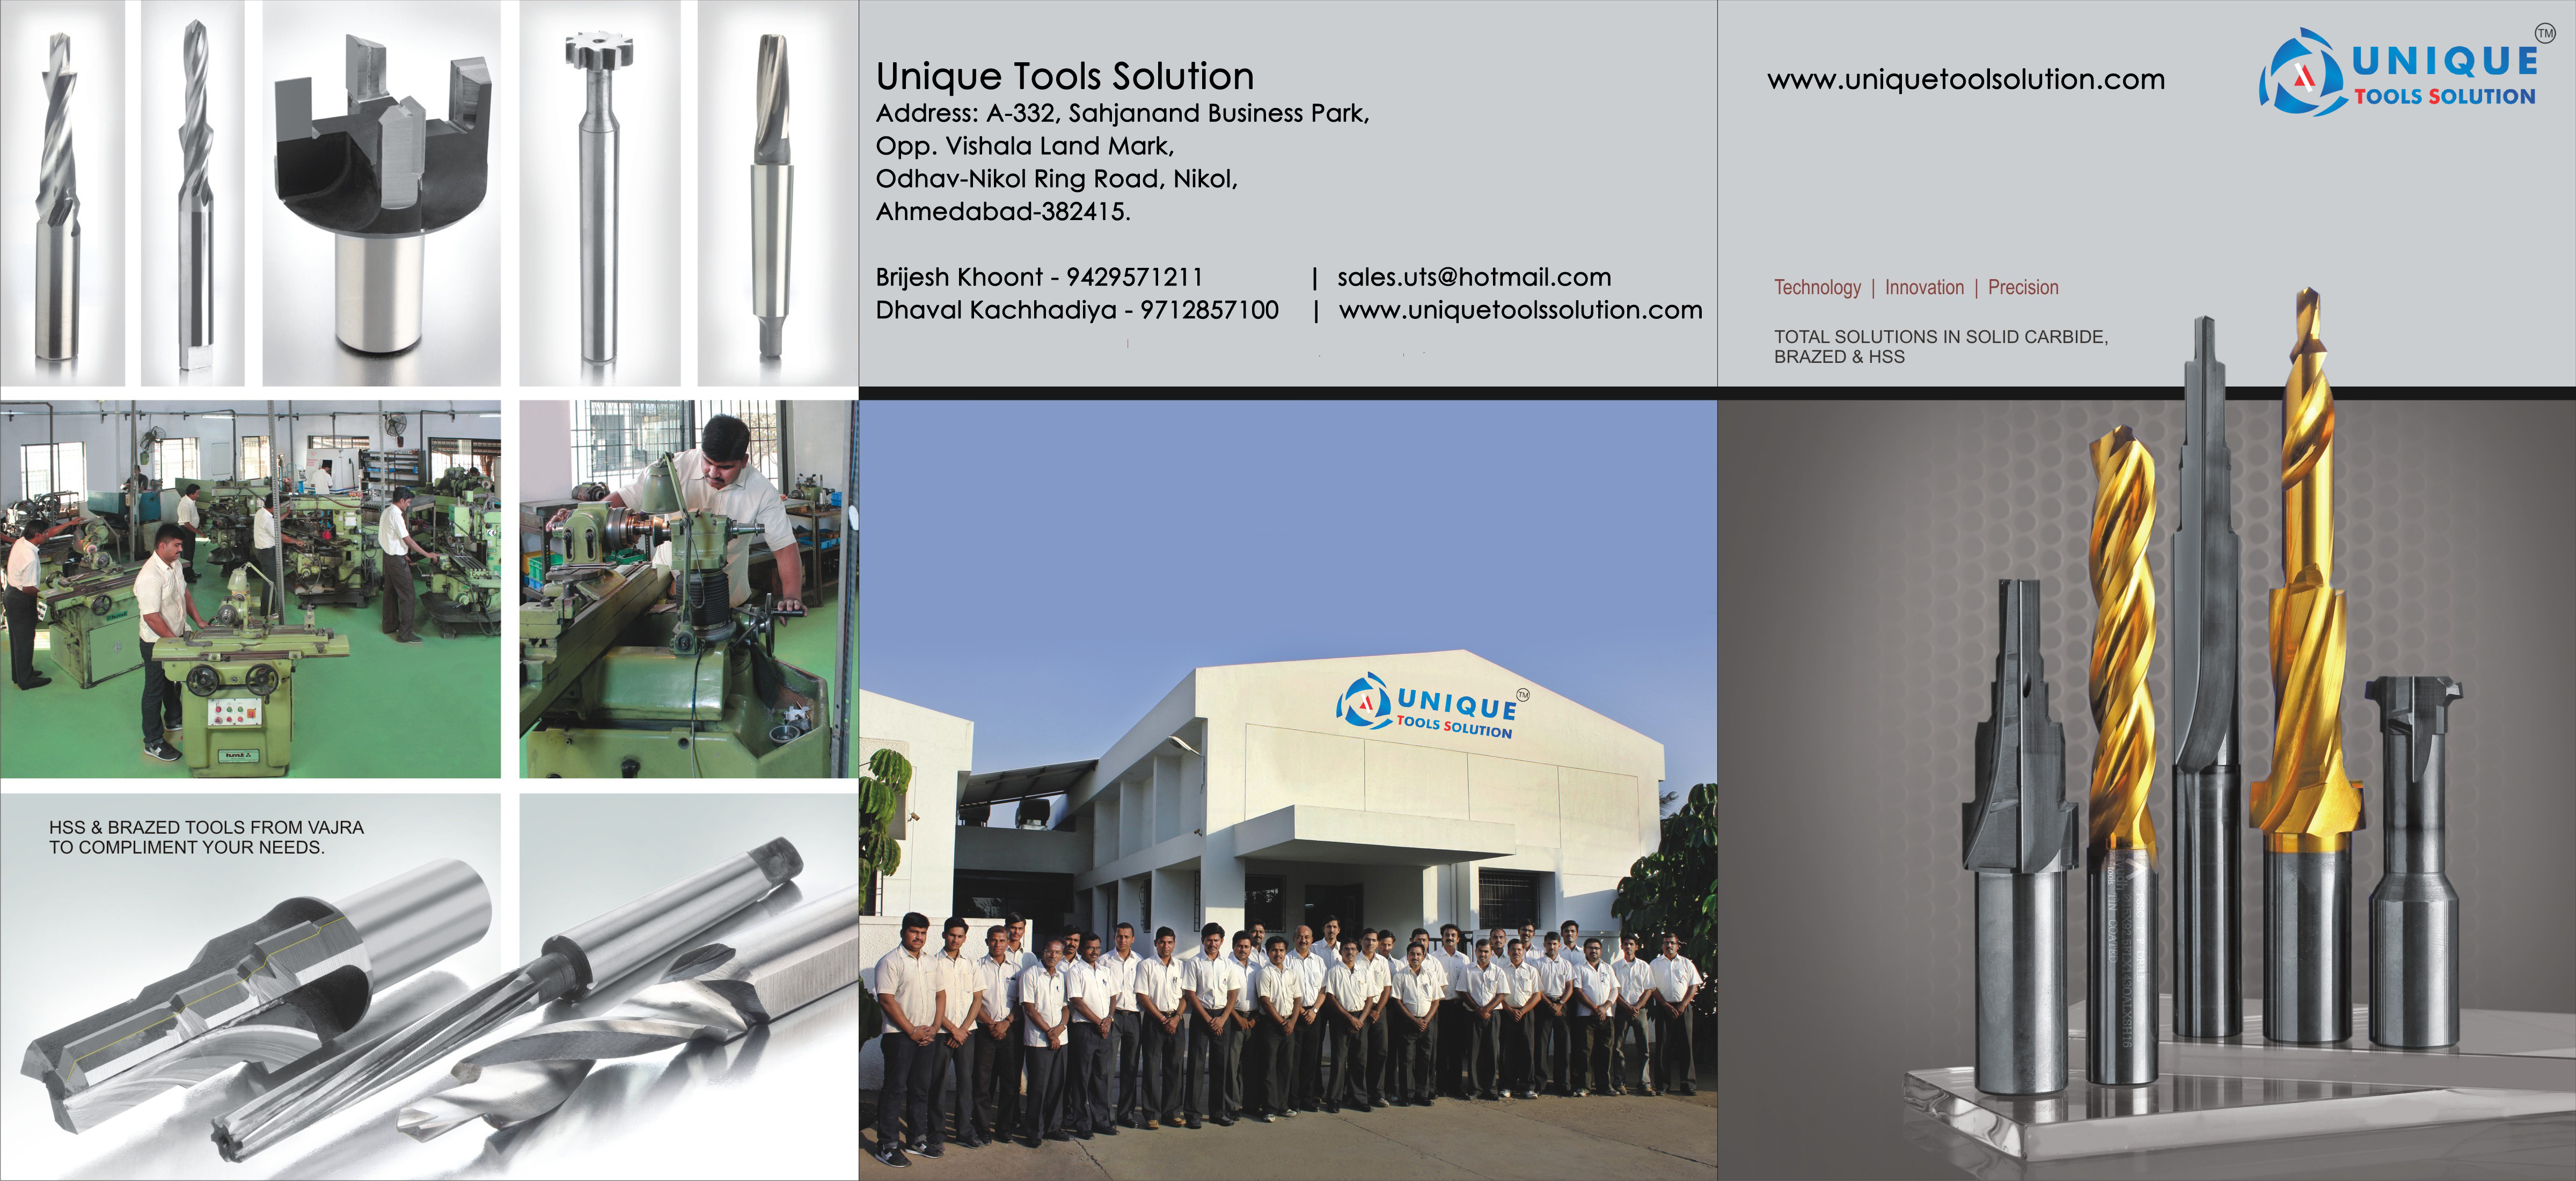 Unique Tools Solution
Address: A-332, Sahjanand Business Park,
Opp. Vishala Land Mark,
Odhav-Nikol Ring Road, Nikol,
Ahmedabad-382415.
Brijesh Khoont - 9429571211 | sales.uts@hotmail.com
Dhaval Kachhadiya - 9712857100 | www.uniquetoolssolution.com
www.uniquetoolsolution.com
UNIQUE
TOOLS SOLUTION
TM
Technology | Innovation | Precision
TOTAL SOLUTIONS IN SOLID CARBIDE,
BRAZED & HSS
HSS & BRAZED TOOLS FROM VAJRA
TO COMPLIMENT YOUR NEEDS.
UNIQUE
TOOLS SOLUTION
TM